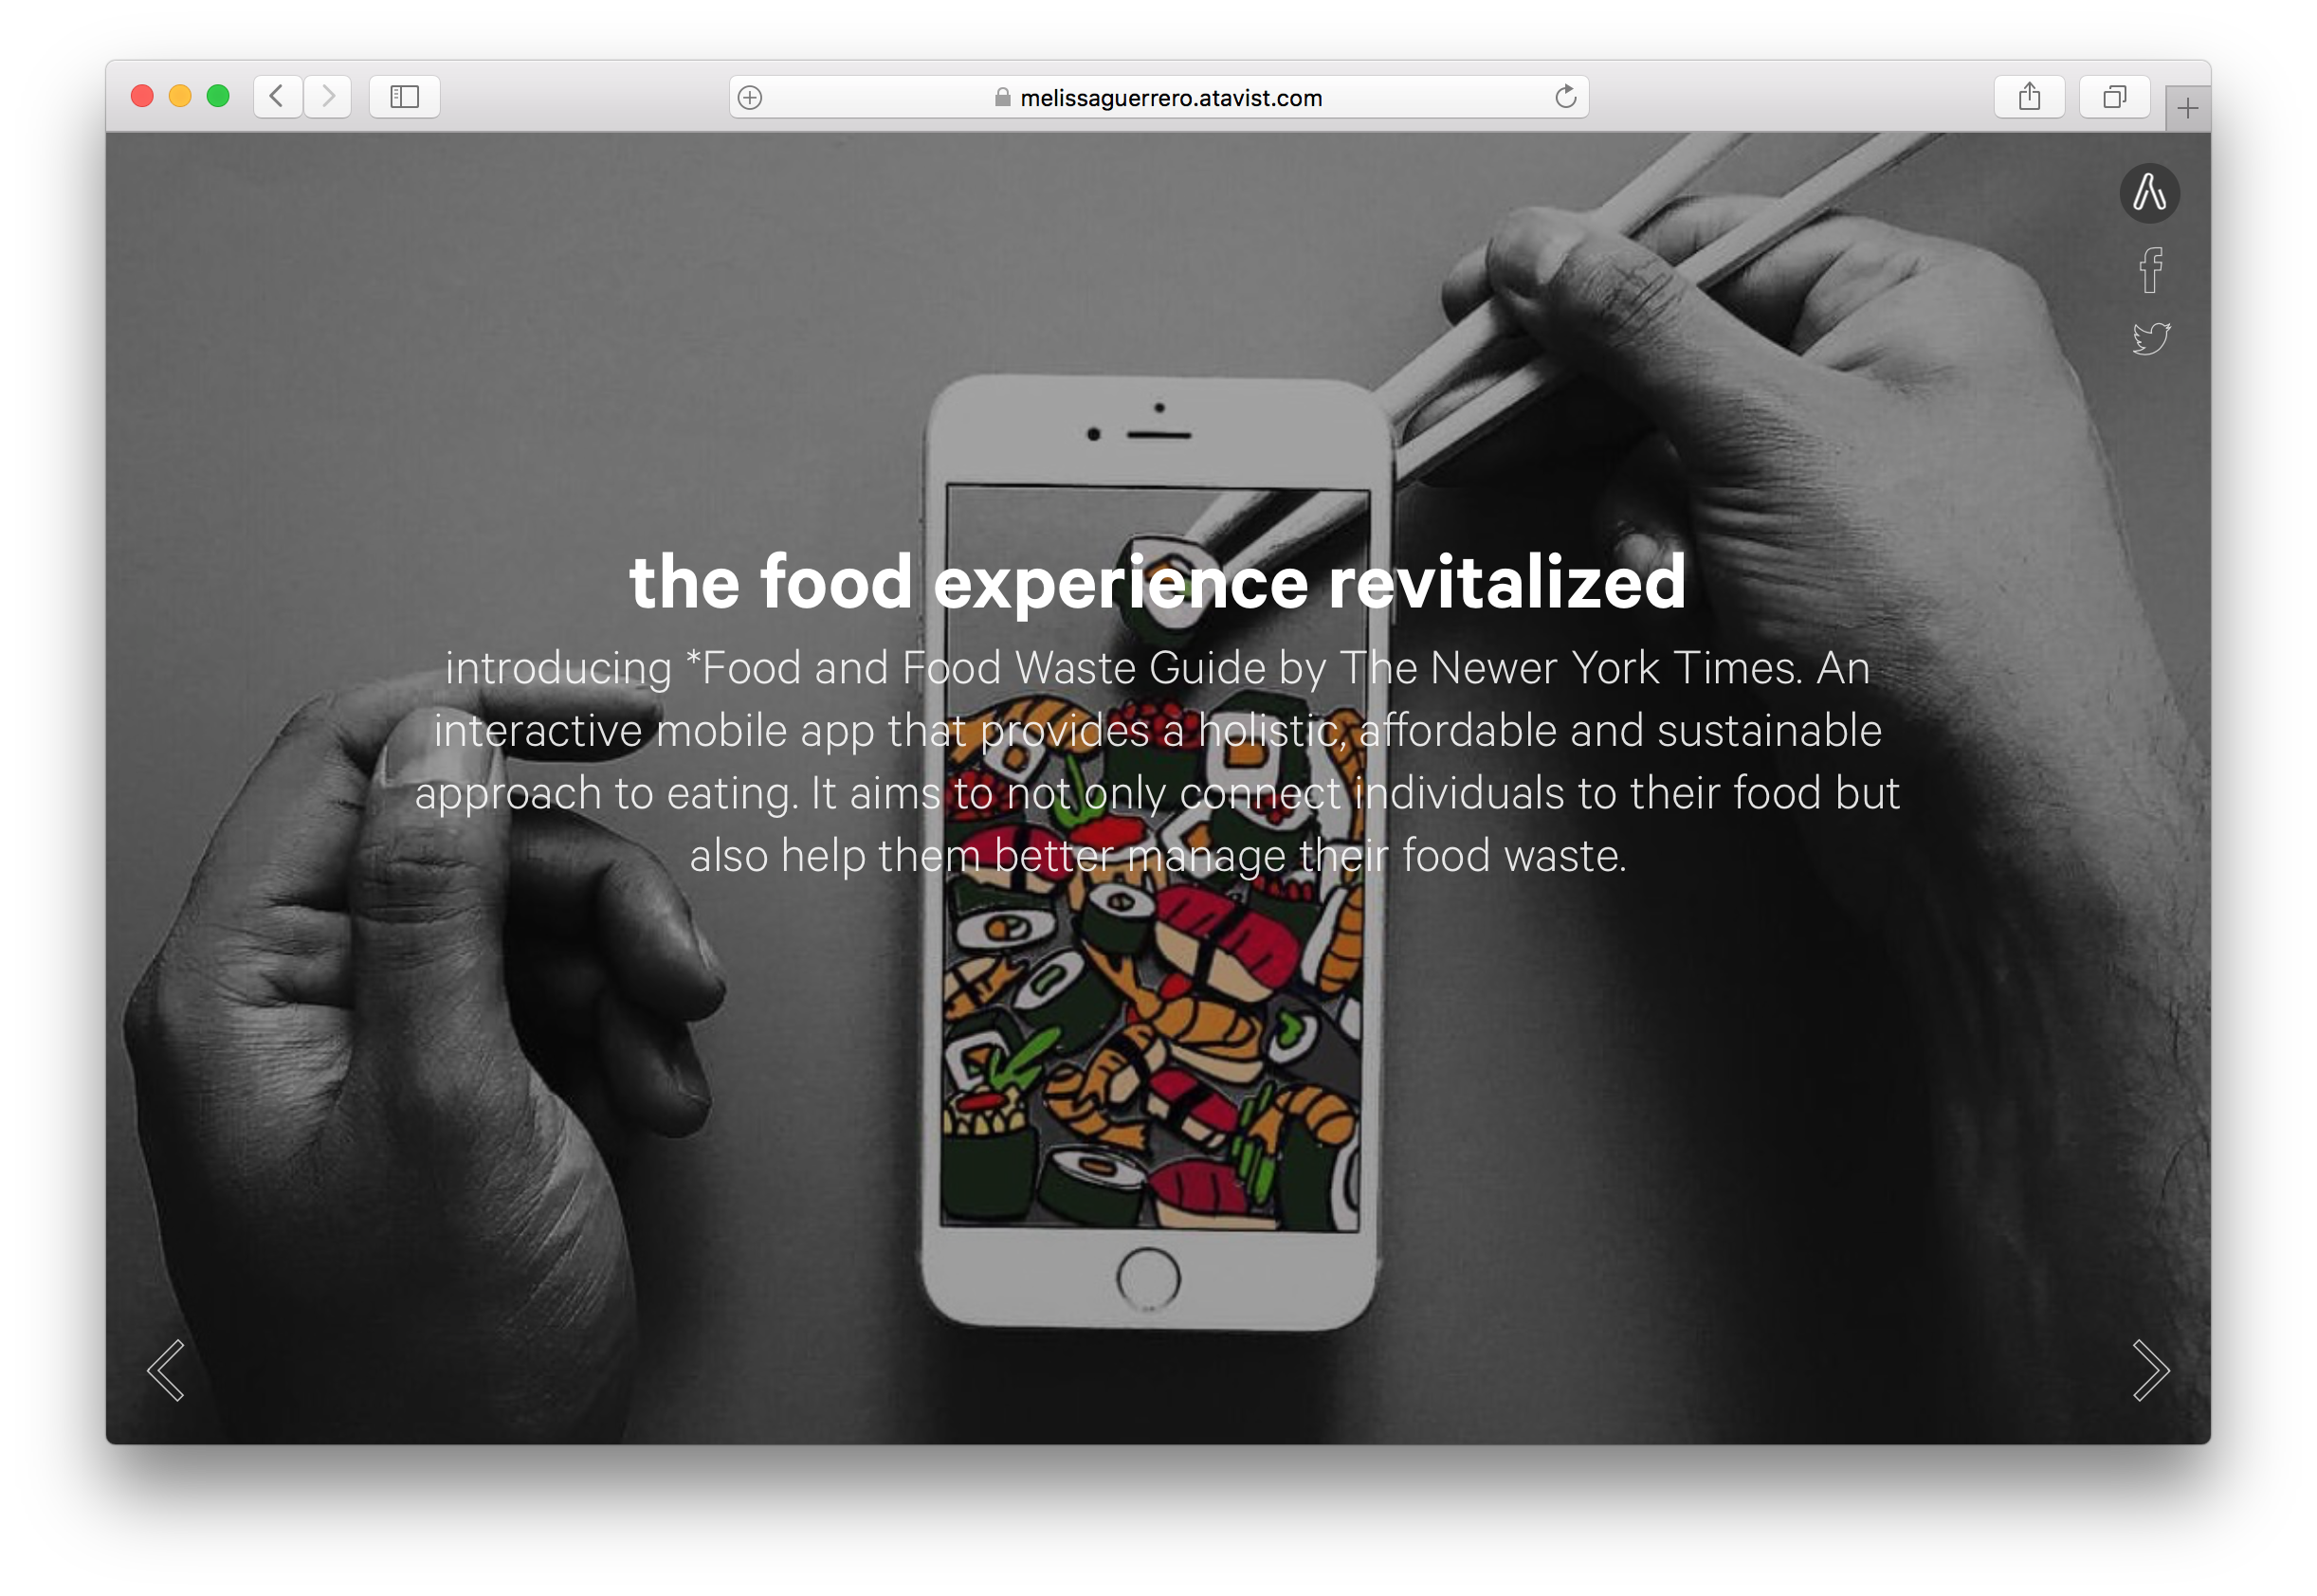 melissaguerrero.atavist.com
the food experience revitalized
introducing *Food and Food Waste Guide by The Newer York Times. An
interactive mobile app that provides a holistic, affordable and sustainable
approach to eating. It aims to not only connect individuals to their food but
also help them better manage their food waste.